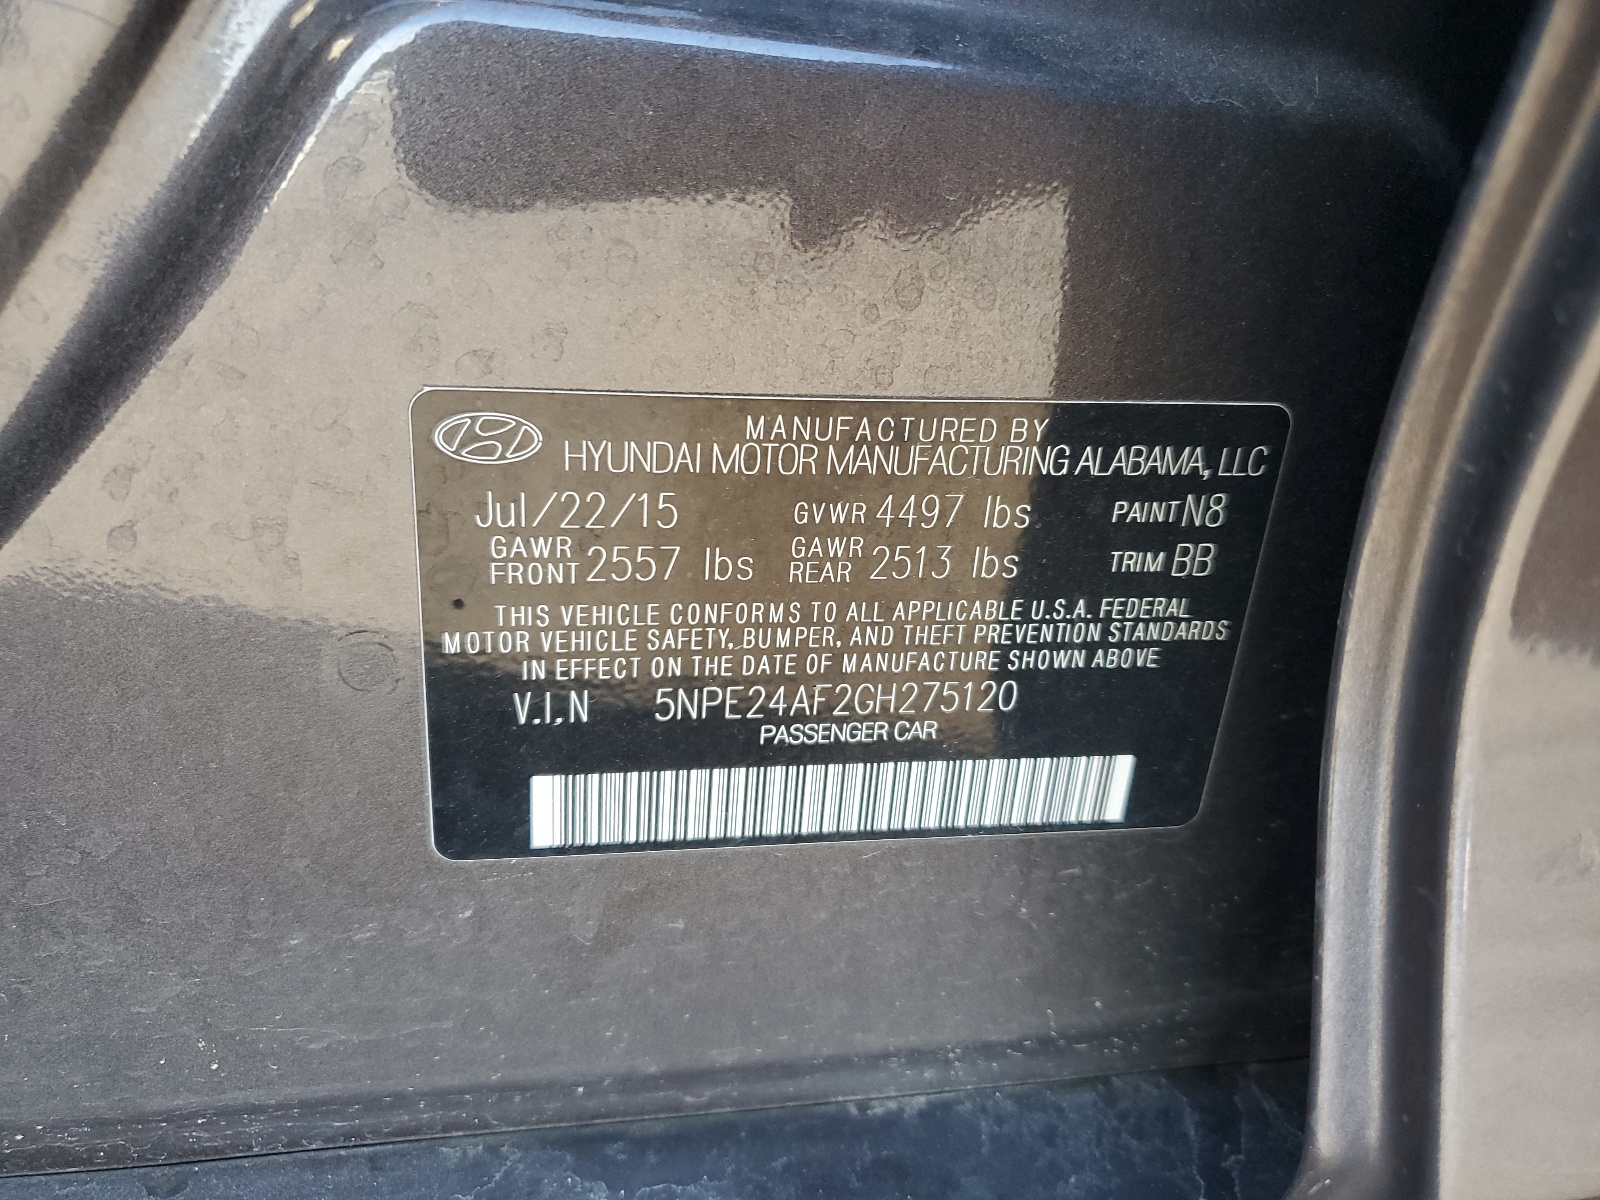 MANUFACTURED BY
HYUNDAI MOTOR MANUFACTURING ALABAMA, LLC
Jul/22/15 GVWR 4497 lbs PAINT N8
GAWR FRONT 2557 lbs GAWR REAR 2513 lbs TRIM BB
THIS VEHICLE CONFORMS TO ALL APPLICABLE U.S.A. FEDERAL
MOTOR VEHICLE SAFETY, BUMPER, AND THEFT PREVENTION STANDARDS
IN EFFECT ON THE DATE OF MANUFACTURE SHOWN ABOVE
V.I.N 5NPE24AF2GH275120
PASSENGER CAR